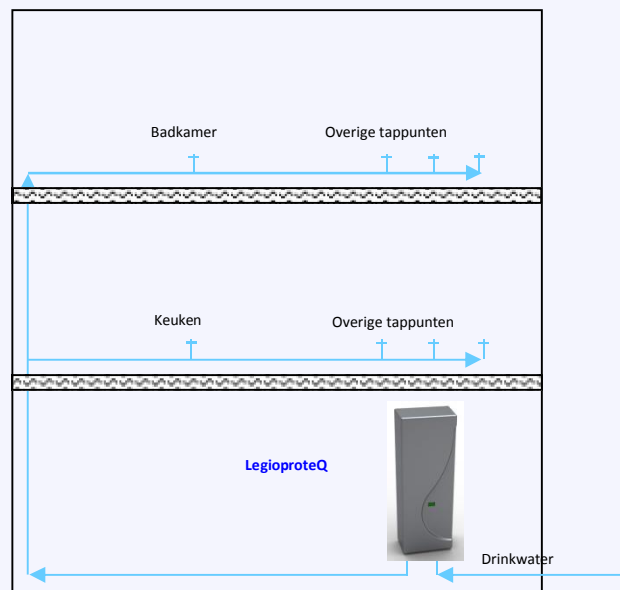 Badkamer
Overige tappunten
Keuken
Overige tappunten
LegioproteQ
Drinkwater